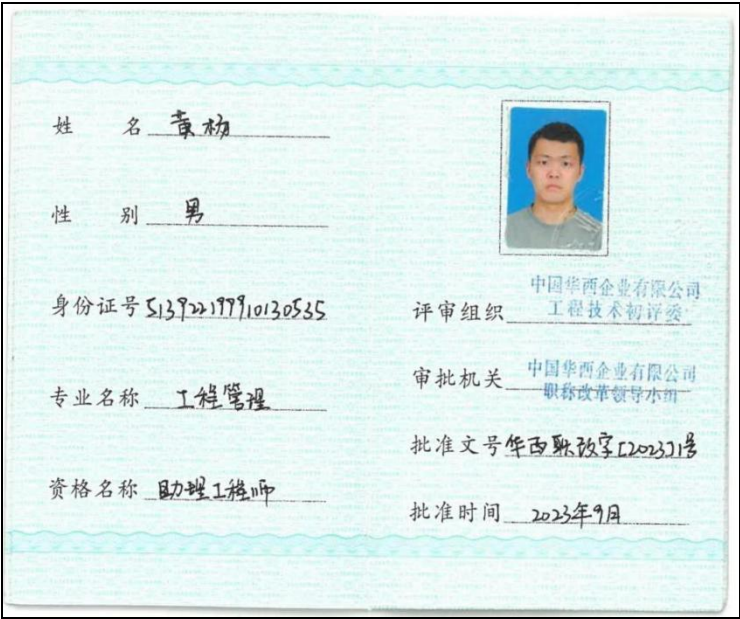 姓 名 黄杨
性 别 男
身份证号 513922199910130535
专业名称 工程管理
资格名称 助理工程师
评审组织 中国华西企业有限公司
工程技术初评委
审批机关 中国华西企业有限公司
职称改革领导小组
批准文号 华西职改字[2023]1号
批准时间 2023年9月